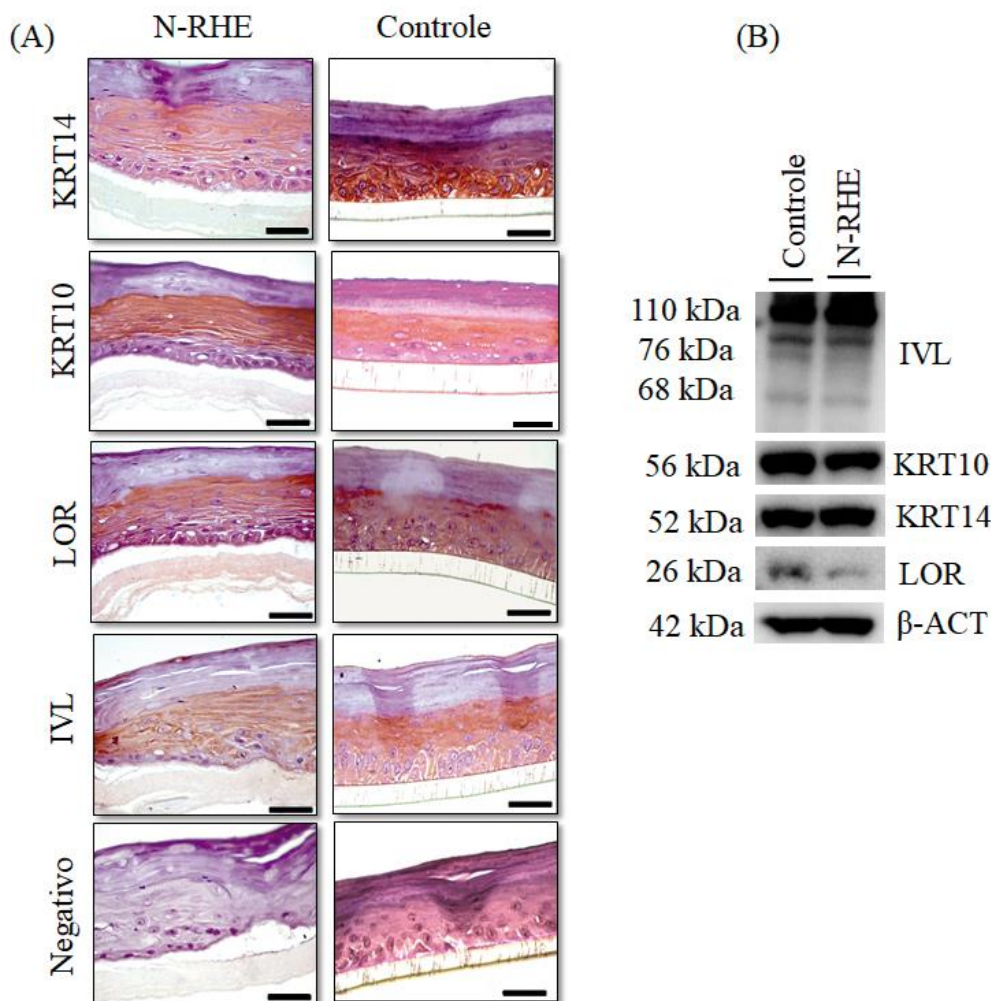 (A)
N-RHE
Controle
KRT14
KRT10
LOR
IVL
Negativo
(B)
Controle
N-RHE
110 kDa
76 kDa
68 kDa
IVL
56 kDa
KRT10
52 kDa
KRT14
26 kDa
LOR
42 kDa
β-ACT